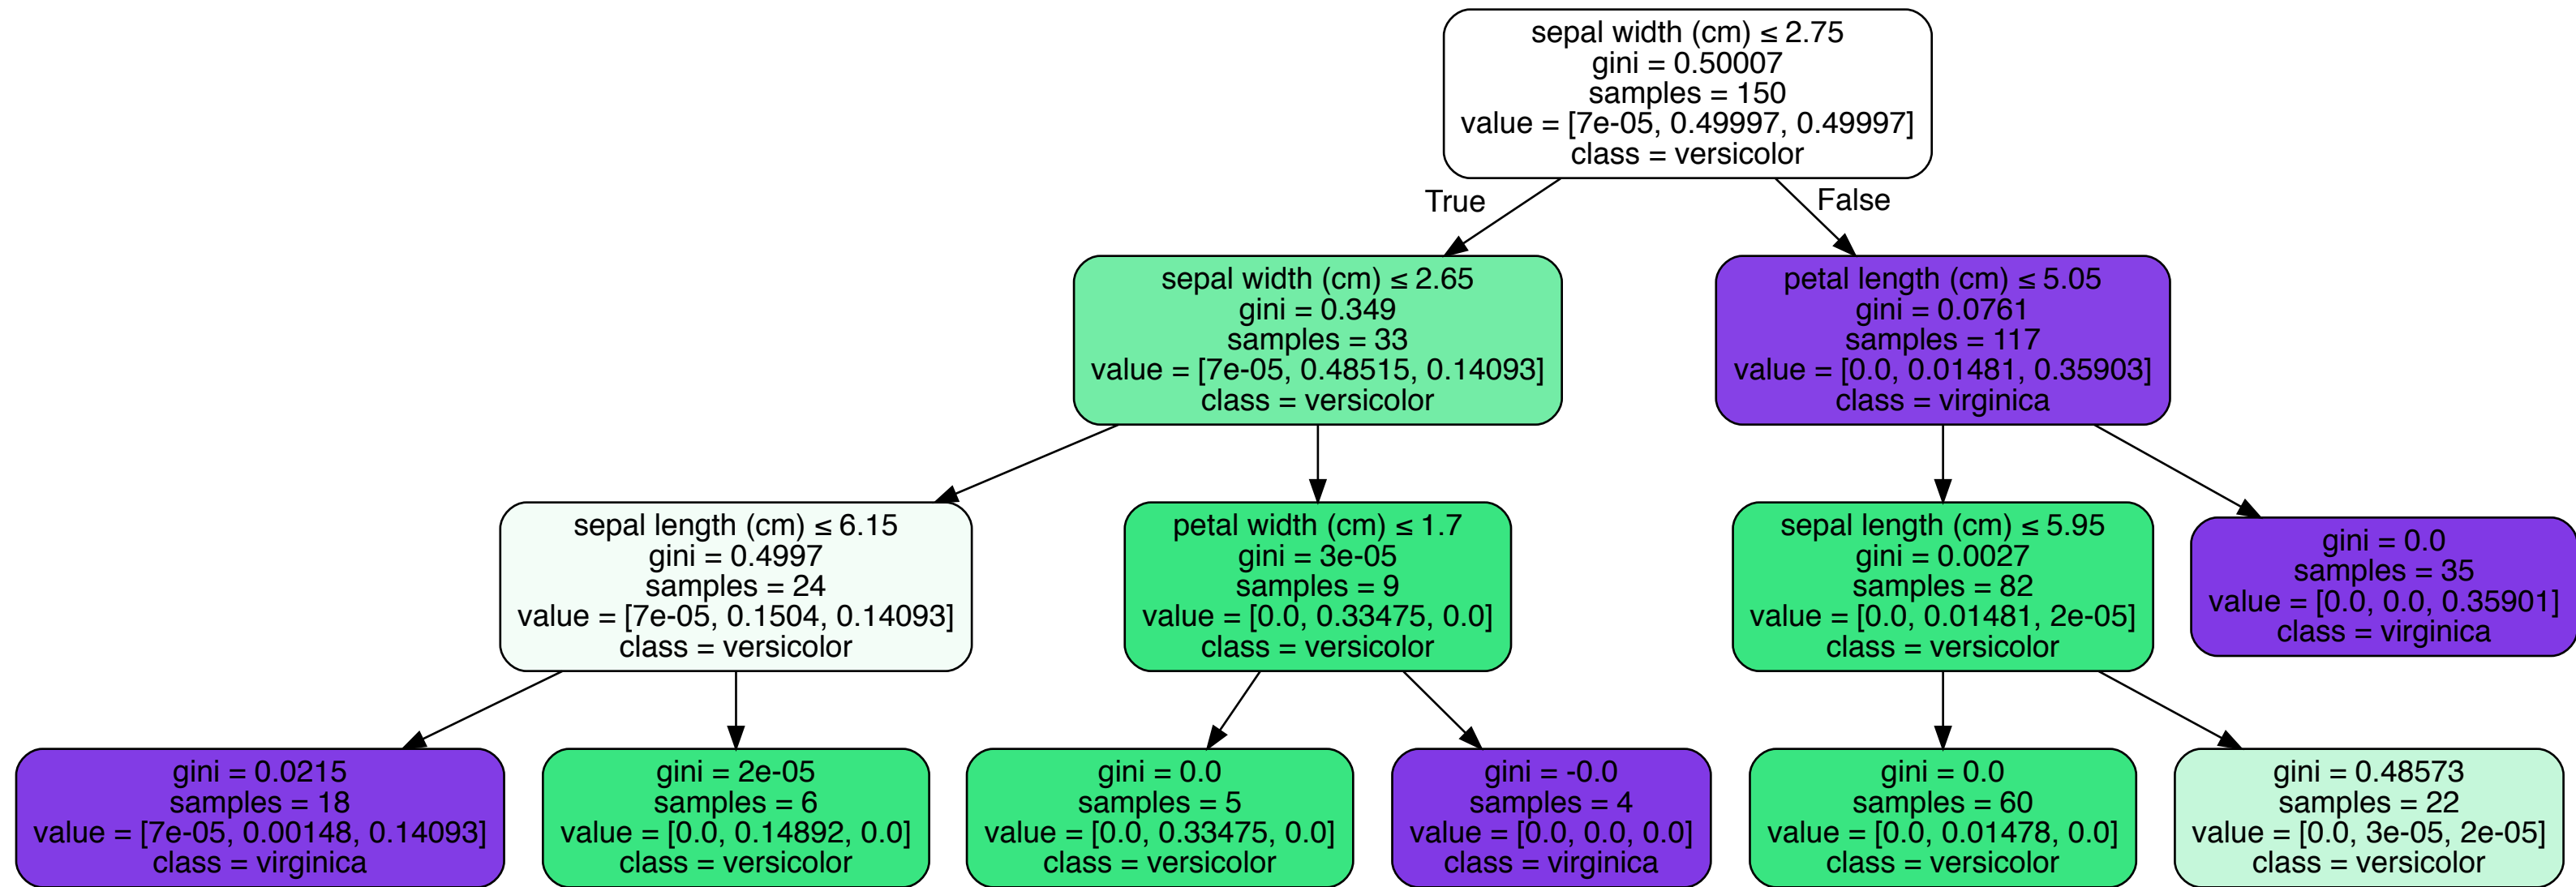 sepal width (cm) ≤ 2.75
gini = 0.50007
samples = 150
value = [7e-05, 0.49997, 0.49997]
class = versicolor
True
False
sepal width (cm) ≤ 2.65
gini = 0.349
samples = 33
value = [7e-05, 0.48515, 0.14093]
class = versicolor
petal length (cm) ≤ 5.05
gini = 0.0761
samples = 117
value = [0.0, 0.01481, 0.35903]
class = virginica
sepal length (cm) ≤ 6.15
gini = 0.4997
samples = 24
value = [7e-05, 0.1504, 0.14093]
class = versicolor
petal width (cm) ≤ 1.7
gini = 3e-05
samples = 9
value = [0.0, 0.33475, 0.0]
class = versicolor
sepal length (cm) ≤ 5.95
gini = 0.0027
samples = 82
value = [0.0, 0.01481, 2e-05]
class = versicolor
gini = 0.0
samples = 35
value = [0.0, 0.0, 0.35901]
class = virginica
gini = 0.0215
samples = 18
value = [7e-05, 0.00148, 0.14093]
class = virginica
gini = 2e-05
samples = 6
value = [0.0, 0.14892, 0.0]
class = versicolor
gini = 0.0
samples = 5
value = [0.0, 0.33475, 0.0]
class = versicolor
gini = -0.0
samples = 4
value = [0.0, 0.0, 0.0]
class = virginica
gini = 0.0
samples = 60
value = [0.0, 0.01478, 0.0]
class = versicolor
gini = 0.48573
samples = 22
value = [0.0, 3e-05, 2e-05]
class = versicolor